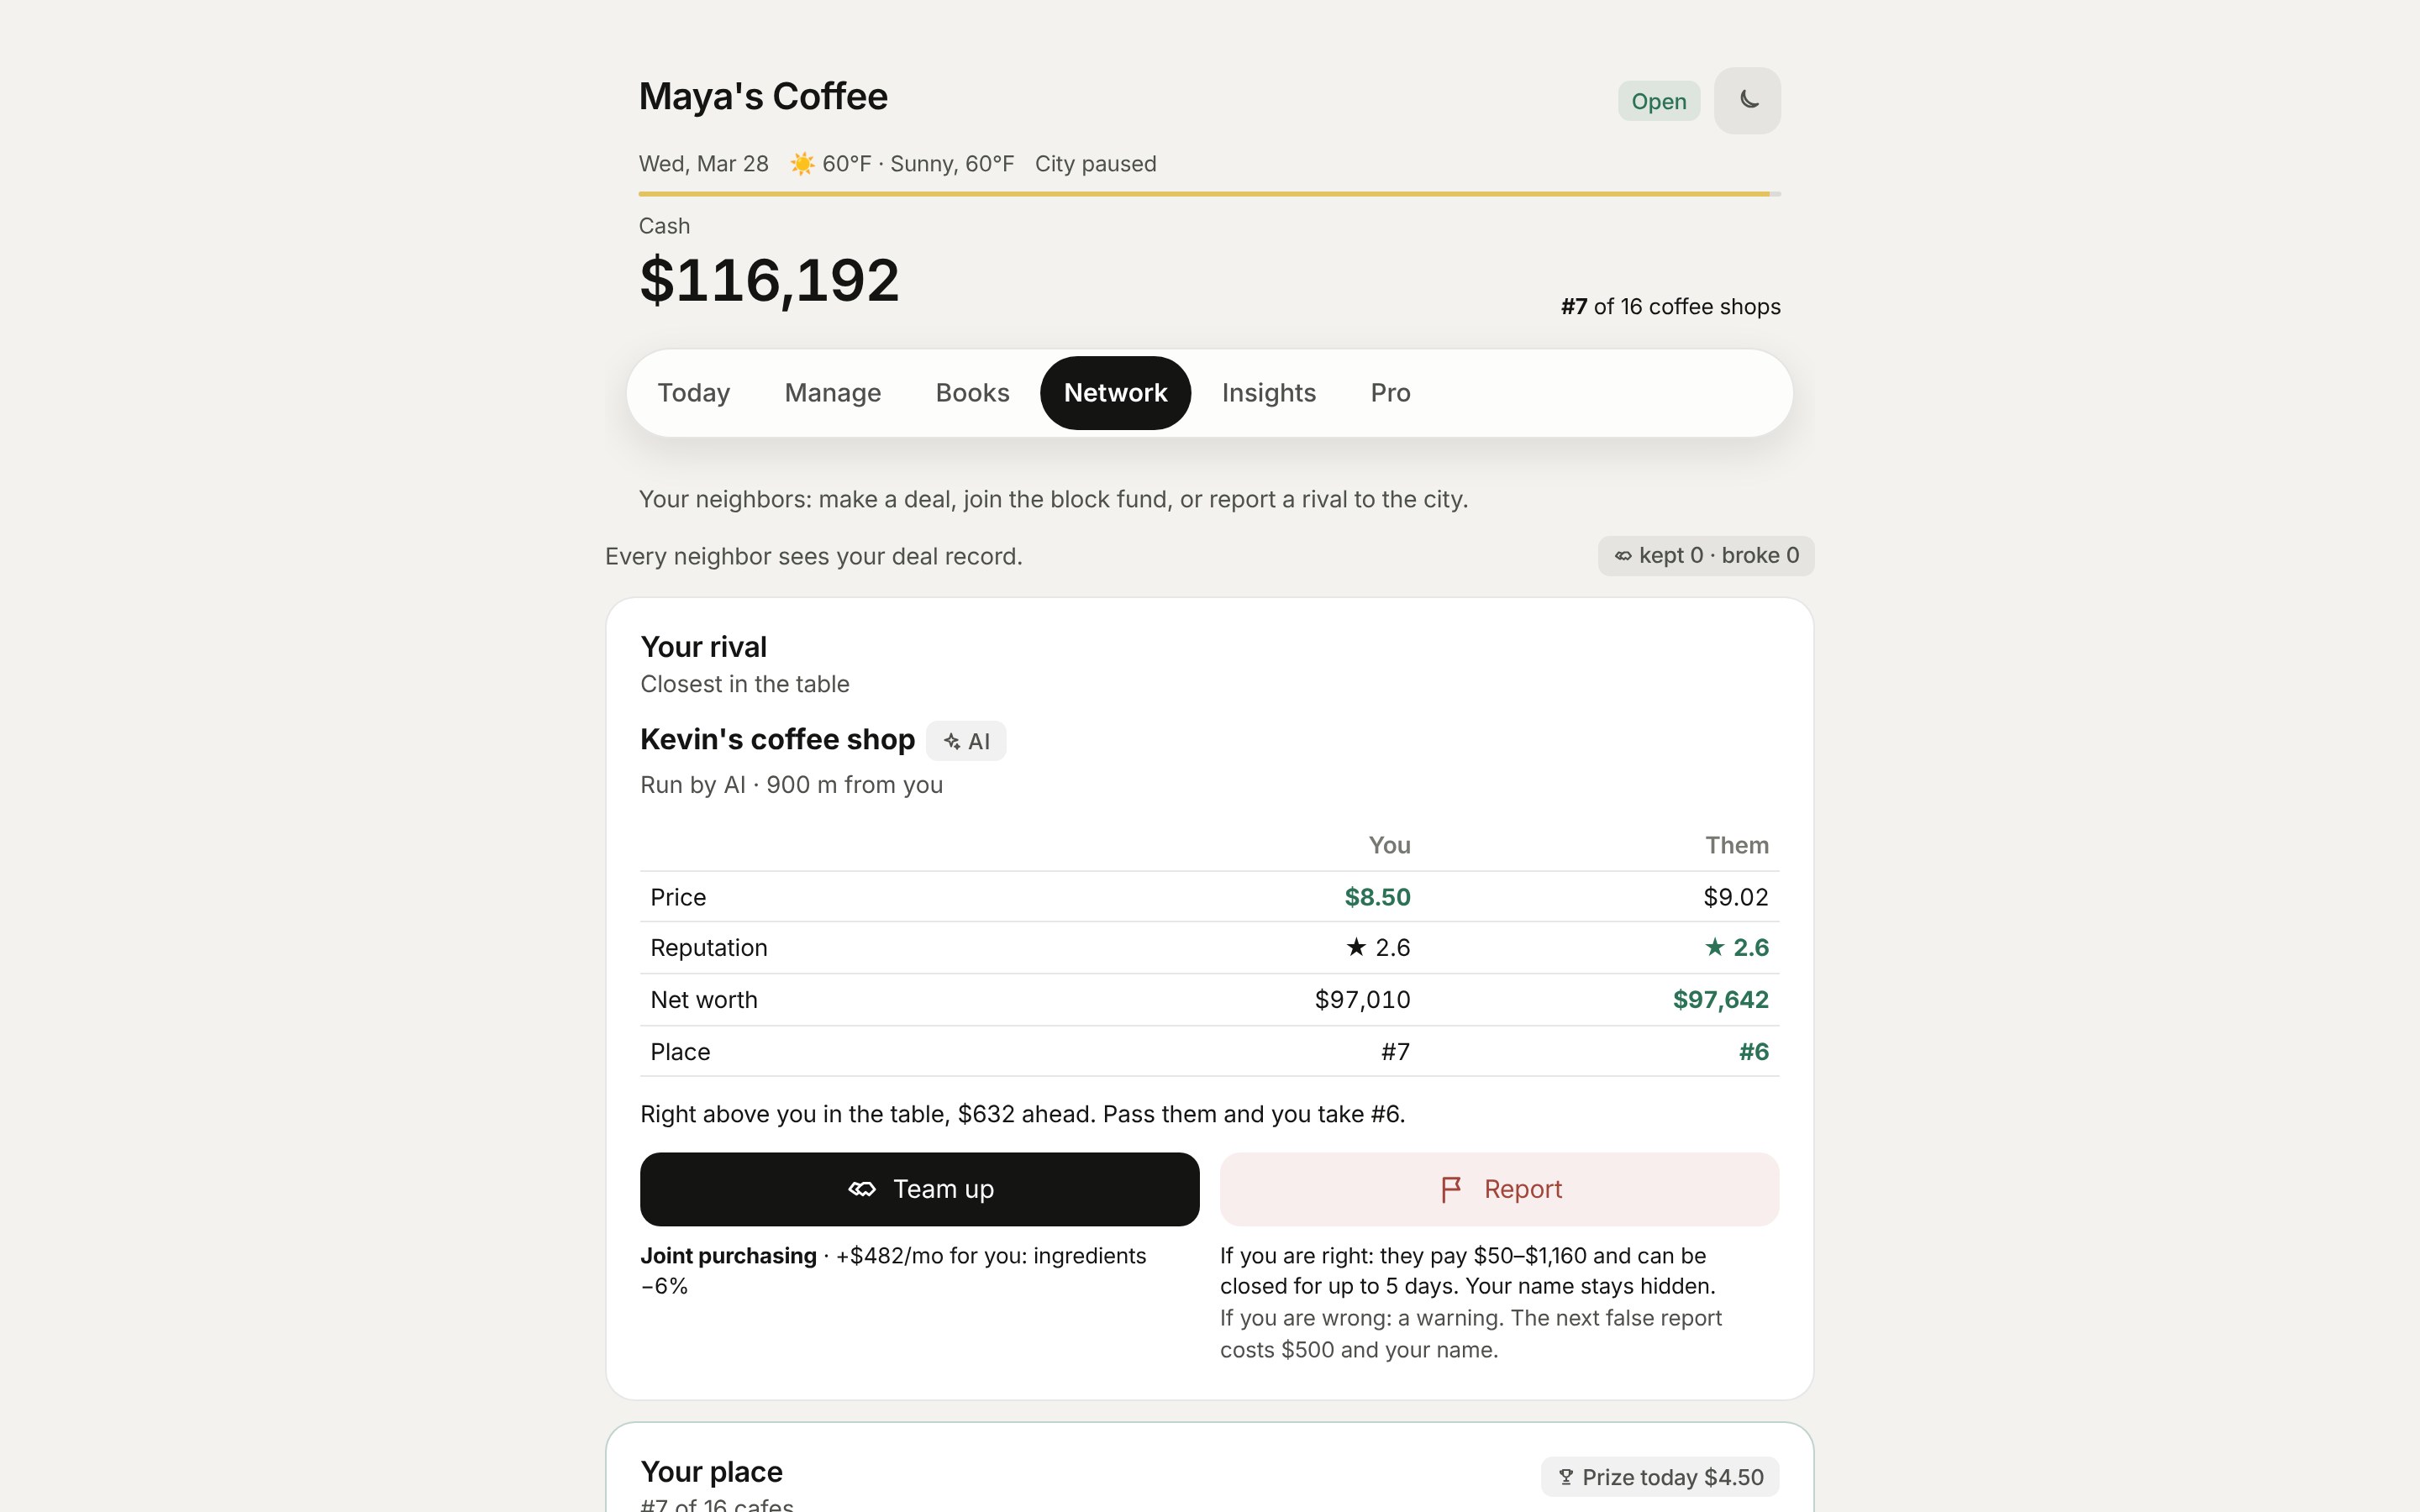 Maya's Coffee
Open
Wed, Mar 28 ☀️ 60°F · Sunny, 60°F City paused
Cash
$116,192
#7 of 16 coffee shops
Today Manage Books Network Insights Pro
Your neighbors: make a deal, join the block fund, or report a rival to the city.
Every neighbor sees your deal record.
kept 0 · broke 0
Your rival
Closest in the table
Kevin's coffee shop AI
Run by AI · 900 m from you
You Them
Price $8.50 $9.02
Reputation ★ 2.6 ★ 2.6
Net worth $97,010 $97,642
Place #7 #6
Right above you in the table, $632 ahead. Pass them and you take #6.
Team up
Report
Joint purchasing · +$482/mo for you: ingredients
−6%
If you are right: they pay $50–$1,160 and can be
closed for up to 5 days. Your name stays hidden.
If you are wrong: a warning. The next false report
costs $500 and your name.
Your place
Prize today $4.50
#7 of 16 cafes